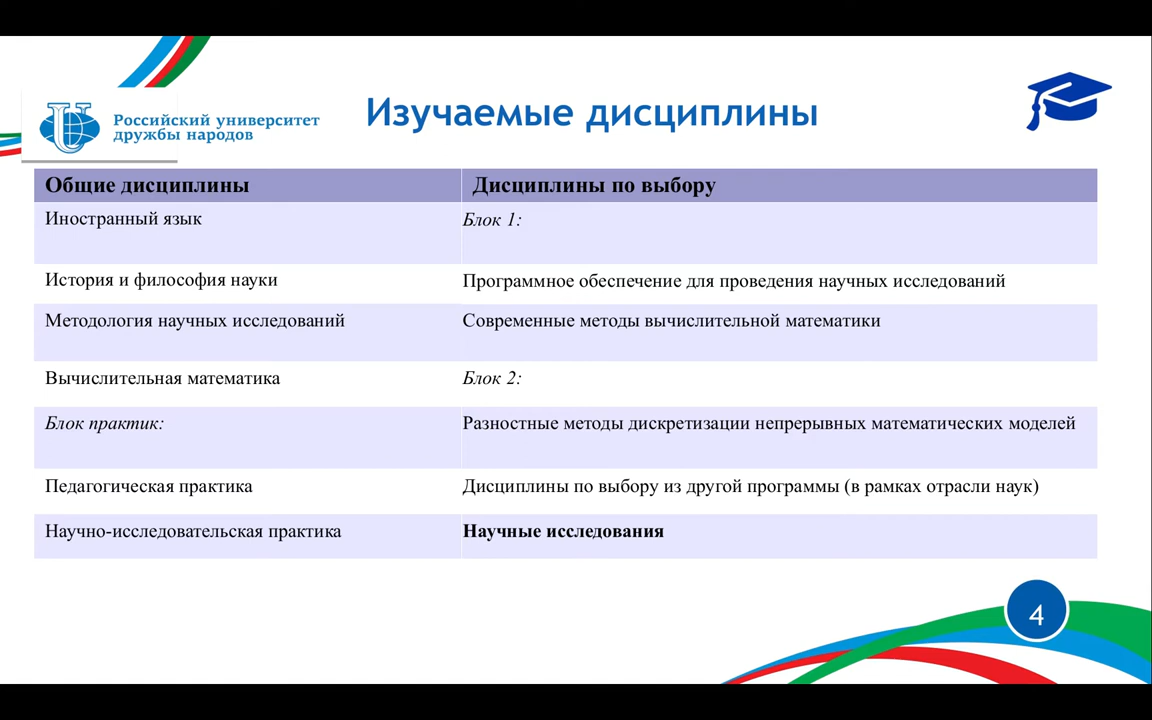 Российский университет
дружбы народов
Изучаемые дисциплины
Общие дисциплины
Дисциплины по выбору
Иностранный язык
Блок 1:
История и философия науки
Программное обеспечение для проведения научных исследований
Методология научных исследований
Современные методы вычислительной математики
Вычислительная математика
Блок 2:
Блок практик:
Разностные методы дискретизации непрерывных математических моделей
Педагогическая практика
Дисциплины по выбору из другой программы (в рамках отрасли наук)
Научно-исследовательская практика
Научные исследования
4